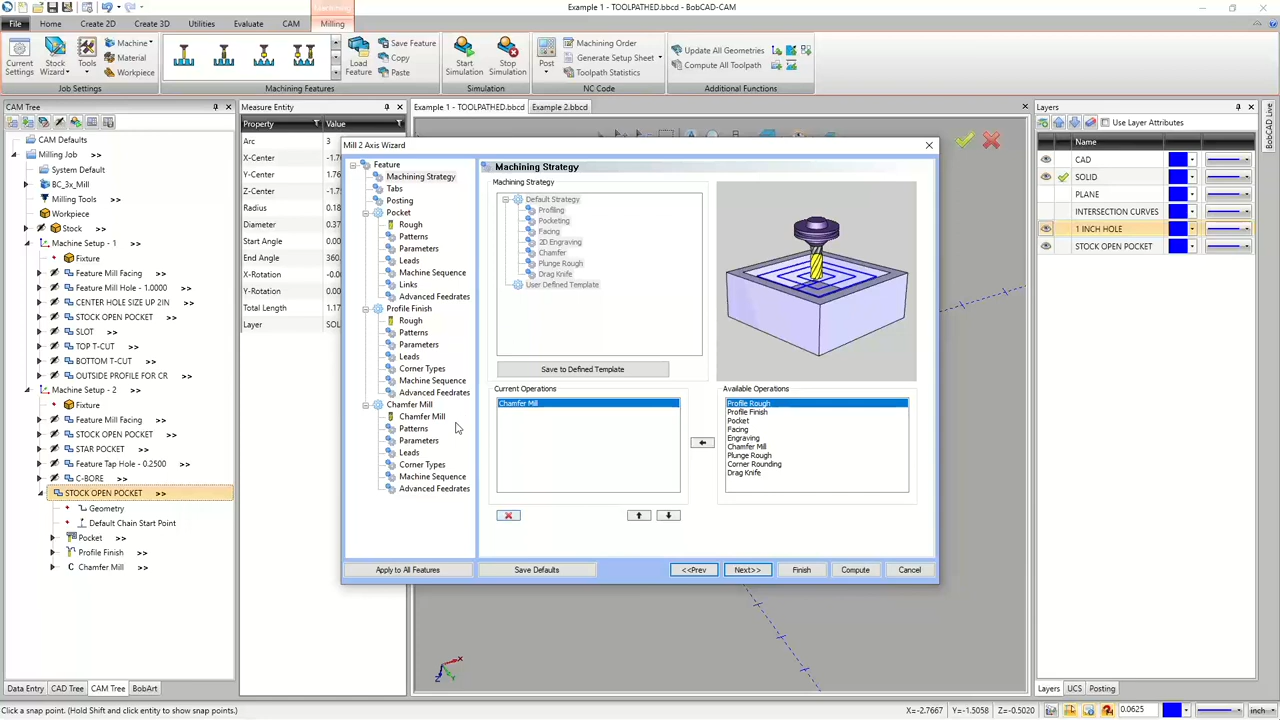 Machining
Example 1 - TOOLPATHED.bbcd - BobCAD-CAM
File Home Create 2D Create 3D Utilities Evaluate CAM Milling
Current Settings
Stock Wizard
Tools
Machine
Material
Workpiece
Load Feature
Save Feature
Copy
Paste
Start Simulation
Stop Simulation
Post
Machining Order
Generate Setup Sheet
Toolpath Statistics
Update All Geometries
Compute All Toolpath
Job Settings
Machining Features
Simulation
NC Code
Additional Functions
CAM Tree
CAM Defaults
Milling Job >>
System Default
BC_3x_Mill >>
Milling Tools >>
Workpiece
Stock >>
Machine Setup - 1 >>
Fixture
Feature Mill Facing >>
Feature Mill Hole - 1.0000 >>
CENTER HOLE SIZE UP 2IN >>
STOCK OPEN POCKET >>
SLOT >>
TOP T-CUT >>
BOTTOM T-CUT >>
OUTSIDE PROFILE FOR CR >>
Machine Setup - 2 >>
Fixture
Feature Mill Facing >>
STOCK OPEN POCKET >>
STAR POCKET >>
Feature Tap Hole - 0.2500 >>
C-BORE >>
STOCK OPEN POCKET >>
Geometry >>
Default Chain Start Point
Pocket >>
Profile Finish >>
Chamfer Mill >>
Data Entry CAD Tree CAM Tree BobArt
Measure Entity
Property Value
Arc 3
X-Center
Y-Center
Z-Center
Radius
Diameter
Start Angle
End Angle 360.
X-Rotation
Y-Rotation
Total Length
Layer
Example 1 - TOOLPATHED.bbcd Example 2.bbcd
Mill 2 Axis Wizard
Feature
Machining Strategy
Tabs
Posting
Pocket
Rough
Patterns
Parameters
Leads
Machine Sequence
Links
Advanced Feedrates
Profile Finish
Rough
Patterns
Parameters
Leads
Corner Types
Machine Sequence
Advanced Feedrates
Chamfer Mill
Chamfer Mill
Patterns
Parameters
Leads
Corner Types
Machine Sequence
Advanced Feedrates
Machining Strategy
Machining Strategy
Default Strategy
Profiling
Pocketing
Facing
2D Engraving
Chamfer
Plunge Rough
Drag Knife
User Defined Template
Save to Defined Template
Current Operations
Chamfer Mill
Available Operations
Profile Rough
Profile Finish
Pocket
Facing
Engraving
Chamfer Mill
Plunge Rough
Corner Rounding
Drag Knife
Apply to All Features Save Defaults <<Prev Next>> Finish Compute Cancel
Layers
Use Layer Attributes
Name
CAD
SOLID
PLANE
INTERSECTION CURVES
1 INCH HOLE
STOCK OPEN POCKET
BobCAD Live
Layers UCS Posting
Click a snap point. (Hold Shift and click entity to show snap points.)
X=-2.7667 Y=-1.5058 Z=-0.5020
0.0625
inch